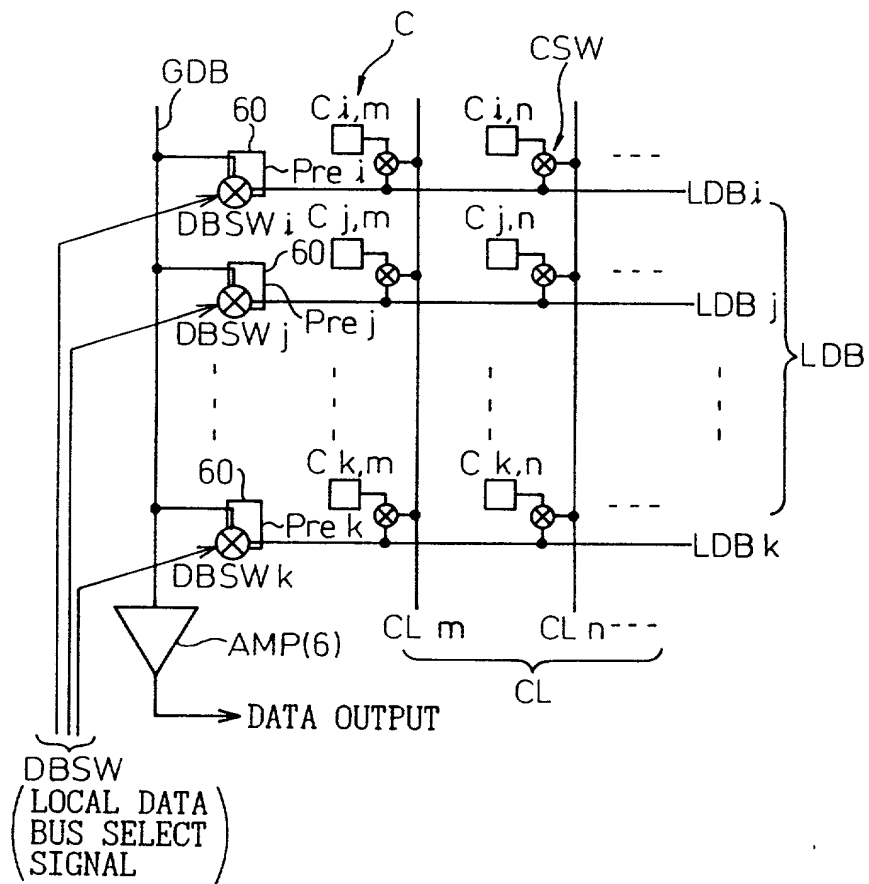 C
GDB
CSW
60
C i,m
C i,n
Pre i
LDB i
DBSW i
C j,m
C j,n
60
Pre j
LDB j
DBSW j
LDB
C k,m
C k,n
60
Pre k
LDB k
DBSW k
CL m
CL n
AMP(6)
CL
DATA OUTPUT
DBSW
(LOCAL DATA
BUS SELECT
SIGNAL)